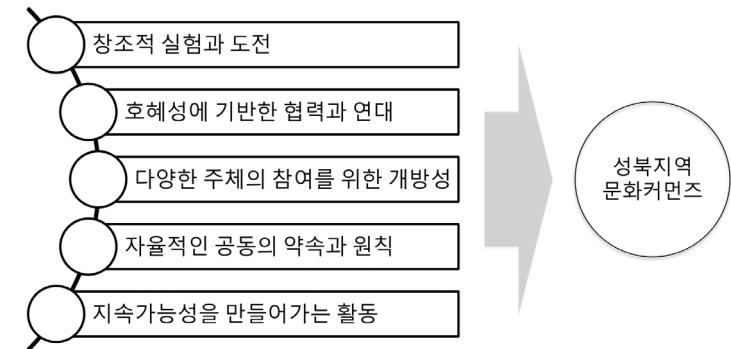 창조적 실험과 도전
호혜성에 기반한 협력과 연대
다양한 주체의 참여를 위한 개방성
자율적인 공동의 약속과 원칙
지속가능성을 만들어가는 활동
성북지역
문화커먼즈